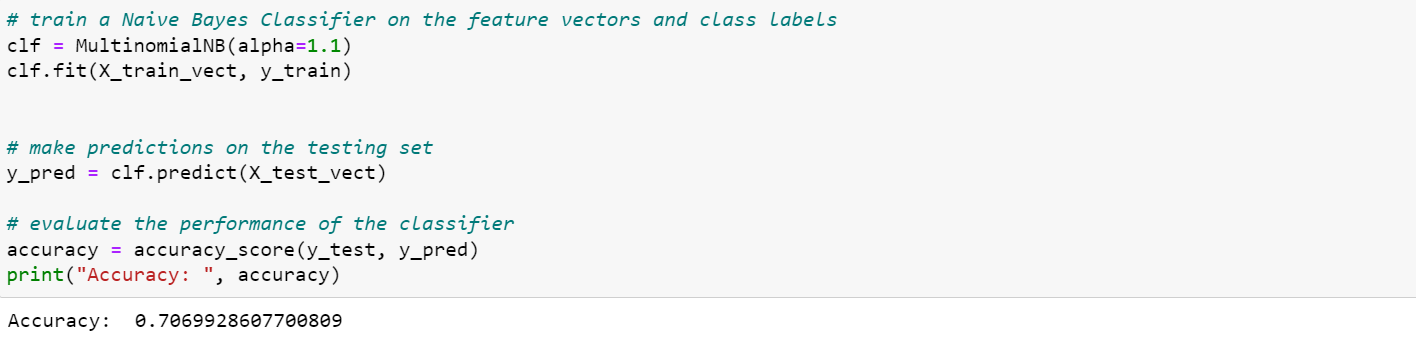 # train a Naive Bayes Classifier on the feature vectors and class labels
clf = MultinomialNB(alpha=1.1)
clf.fit(X_train_vect, y_train)
# make predictions on the testing set
y_pred = clf.predict(X_test_vect)
# evaluate the performance of the classifier
accuracy = accuracy_score(y_test, y_pred)
print("Accuracy: ", accuracy)
Accuracy:  0.7069928607700809